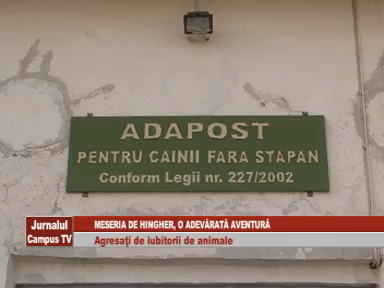 ADAPOST
PENTRU CAINII FARA STAPAN
Conform Legii nr. 227/2002
Jurnalul
Campus TV
MESERIA DE HINGHER, O ADEVĂRATĂ AVENTURĂ
Agresaţi de iubitorii de animale